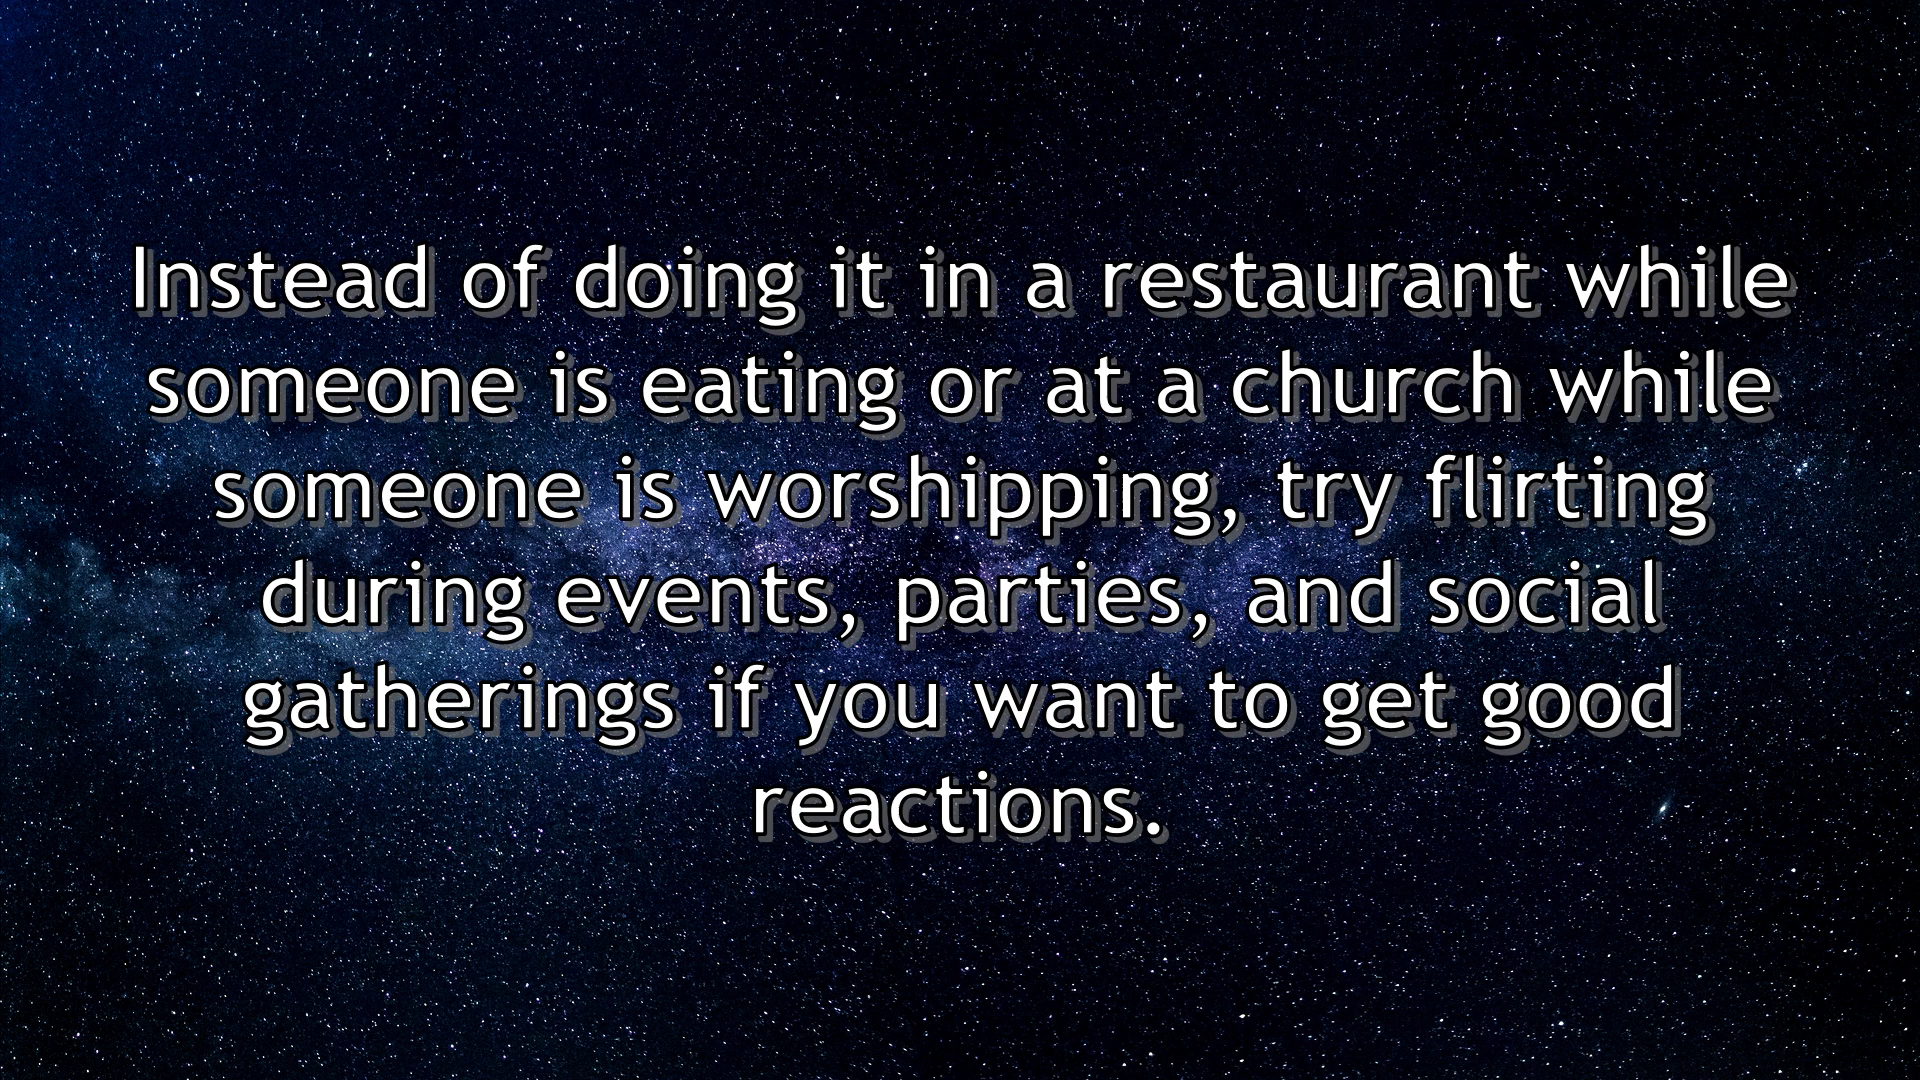 Instead of doing it in a restaurant while
someone is eating or at a church while
someone is worshipping, try flirting
during events, parties, and social
gatherings if you want to get good
reactions.